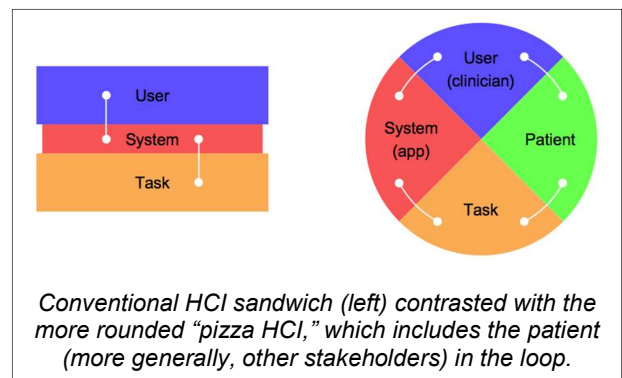 User
System
Task
User
(clinician)
System
(app)
Patient
Task
Conventional HCI sandwich (left) contrasted with the
more rounded “pizza HCI,” which includes the patient
(more generally, other stakeholders) in the loop.